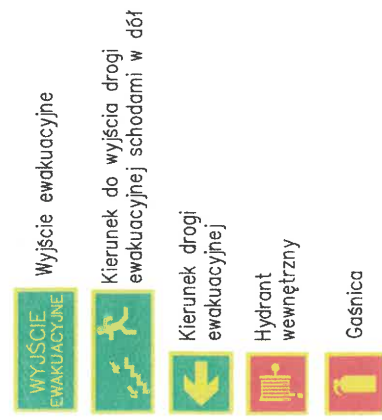 WYJŚCIE
EWAKUACYJNE
Wyjście ewakuacyjne
Kierunek do wyjścia drogi
ewakuacyjnej schodami w dół
Kierunek drogi
ewakuacyjnej
Hydrant
wewnętrzny
Gaśnica